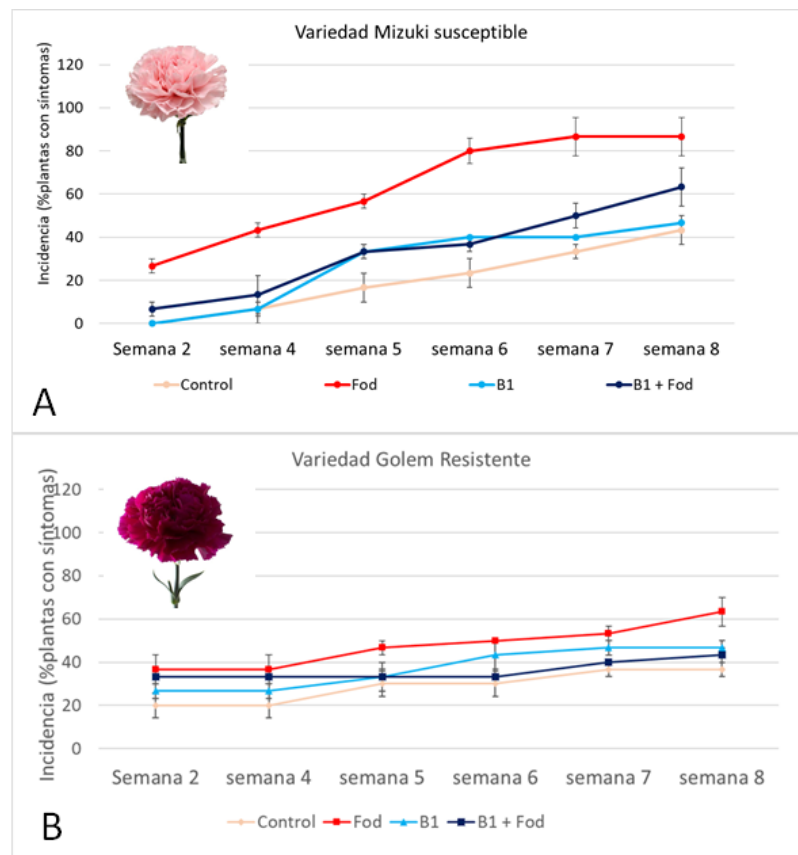 Variedad Mizuki susceptible
Incidencia (%plantas con síntomas)
120
100
80
60
40
20
0
Semana 2 semana 4 semana 5 semana 6 semana 7 semana 8
Control Fod B1 B1 + Fod
A
Variedad Golem Resistente
Incidencia (%plantas con síntomas)
120
100
80
60
40
20
0
Semana 2 semana 4 semana 5 semana 6 semana 7 semana 8
Control Fod B1 B1 + Fod
B